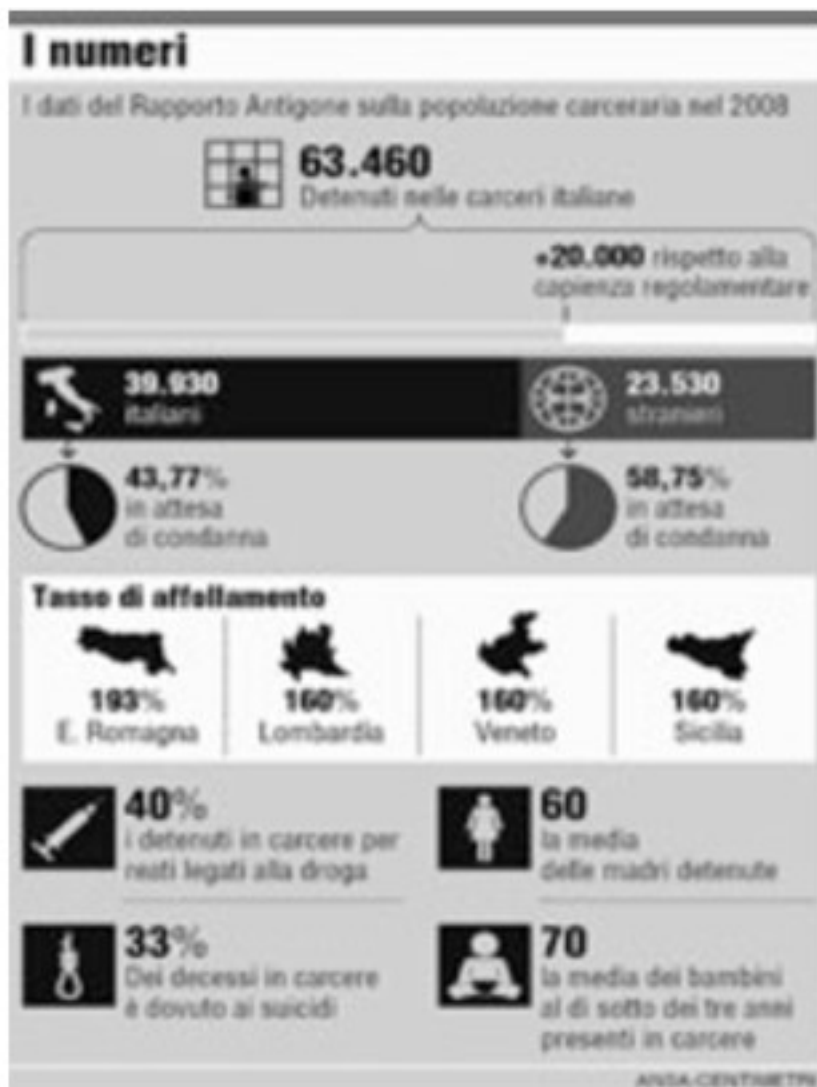 I numeri
I dati del Rapporto Antigone sulla popolazione carceraria nel 2008
63.460
Detenuti nelle carceri italiane
+20.000 rispetto alla
capienza regolamentare
39.930
italiani
23.530
stranieri
43,77%
in attesa
di condanna
58,75%
in attesa
di condanna
Tasso di affollamento
193%
E. Romagna
160%
Lombardia
160%
Veneto
160%
Sicilia
40%
i detenuti in carcere per
reati legati alla droga
60
la media
delle madri detenute
33%
Dei decessi in carcere
è dovuto ai suicidi
70
la media dei bambini
al di sotto dei tre anni
presenti in carcere
ANSA-CENTIMETRI